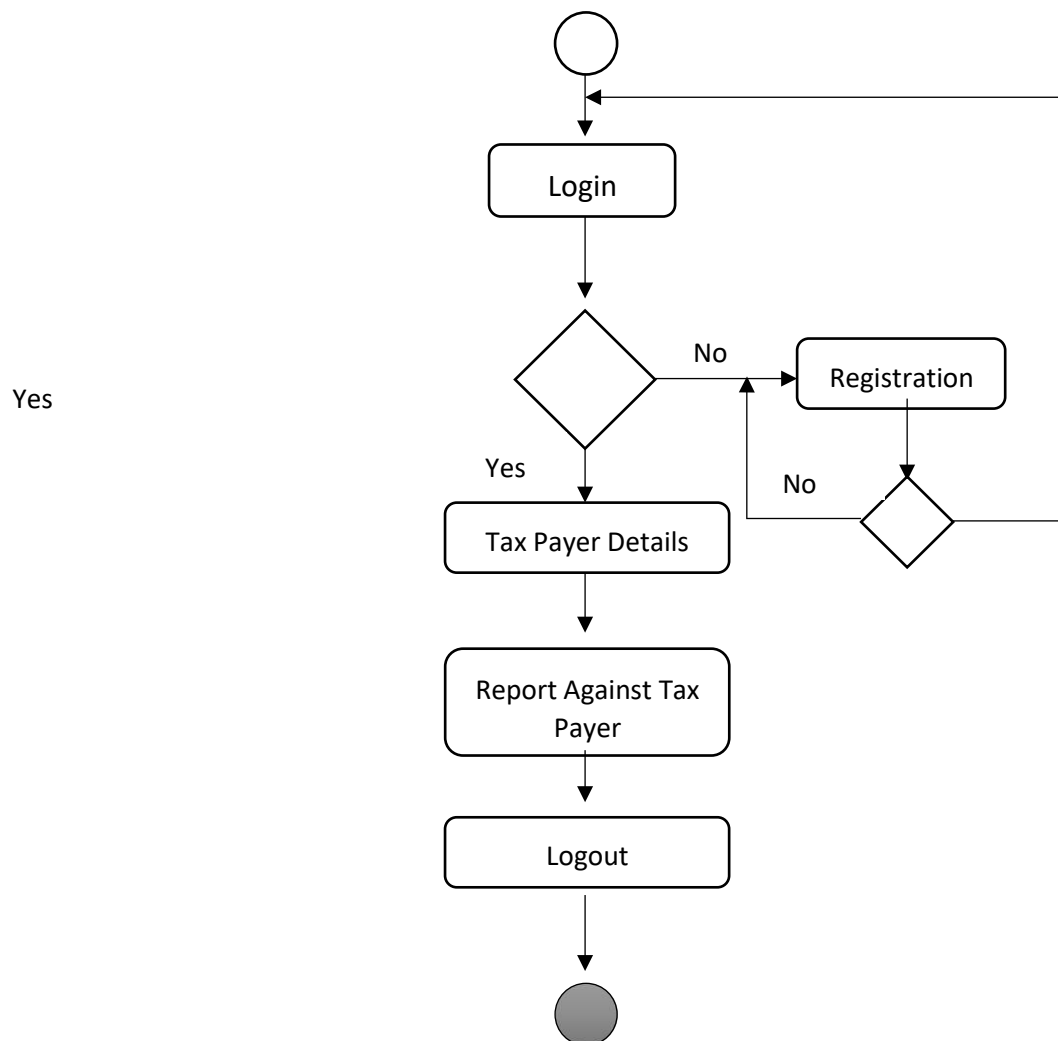 Login
No
Registration
Yes
Yes
No
Tax Payer Details
Report Against Tax
Payer
Logout